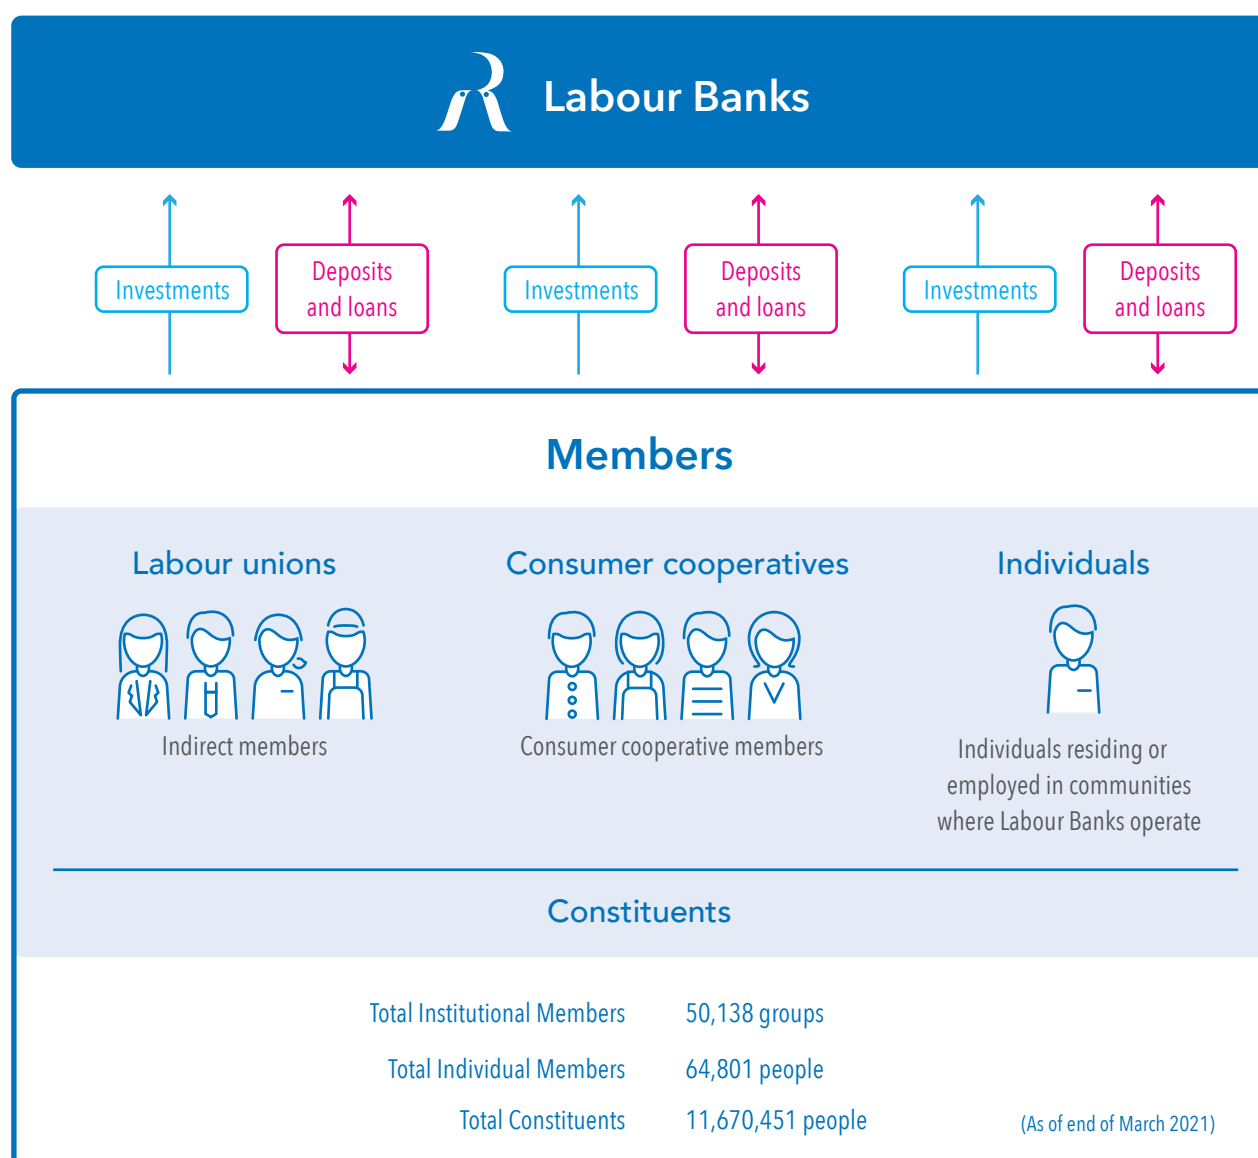 Labour Banks
Investments
Deposits
and loans
Investments
Deposits
and loans
Investments
Deposits
and loans
Members
Labour unions
Indirect members
Consumer cooperatives
Consumer cooperative members
Individuals
Individuals residing or
employed in communities
where Labour Banks operate
Constituents
Total Institutional Members 50,138 groups
Total Individual Members 64,801 people
Total Constituents 11,670,451 people
(As of end of March 2021)